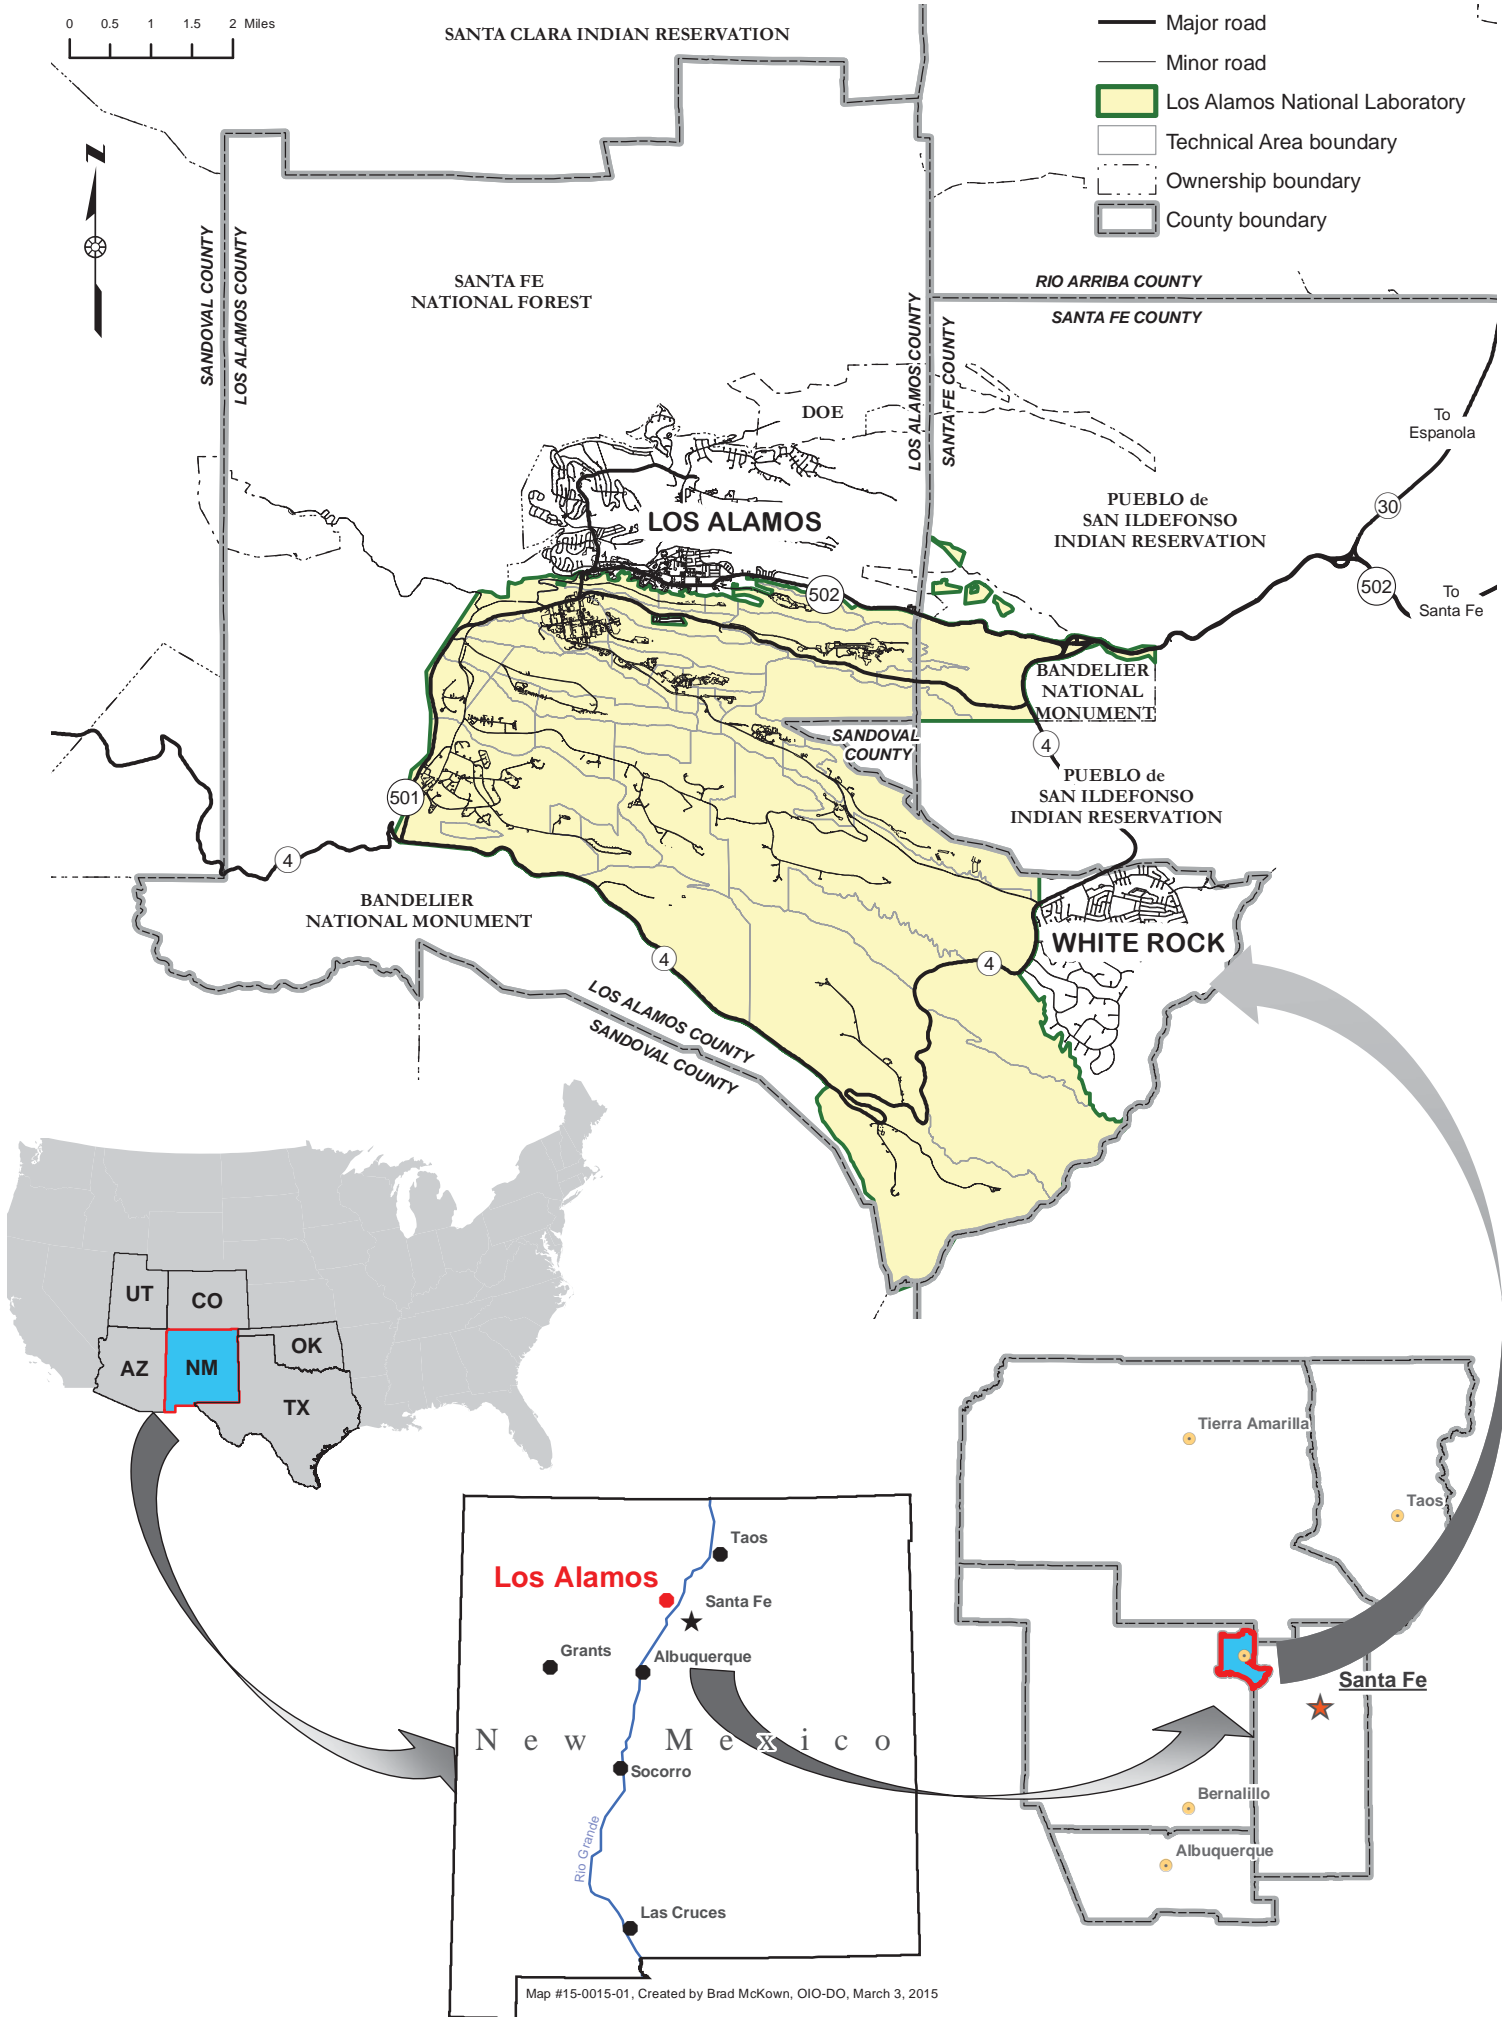 0 0.5 1 1.5 2 Miles
SANTA CLARA INDIAN RESERVATION
Major road
Minor road
Los Alamos National Laboratory
Technical Area boundary
Ownership boundary
County boundary
N
SANDOVAL COUNTY
LOS ALAMOS COUNTY
SANTA FE
NATIONAL FOREST
RIO ARRIBA COUNTY
SANTA FE COUNTY
LOS ALAMOS COUNTY
SANTA FE COUNTY
DOE
To
Espanola
LOS ALAMOS
PUEBLO de
SAN ILDEFONSO
INDIAN RESERVATION
30
502
502
To
Santa Fe
BANDELIER
NATIONAL
MONUMENT
SANDOVAL
COUNTY
4
PUEBLO de
SAN ILDEFONSO
INDIAN RESERVATION
501
4
BANDELIER
NATIONAL MONUMENT
WHITE ROCK
4
4
LOS ALAMOS COUNTY
SANDOVAL COUNTY
UT
CO
AZ
NM
OK
TX
Tierra Amarilla
Taos
Santa Fe
Bernalillo
Albuquerque
Taos
Los Alamos
Santa Fe
Grants
Albuquerque
New Mexico
Socorro
Rio Grande
Las Cruces
Map #15-0015-01, Created by Brad McKown, OIO-DO, March 3, 2015